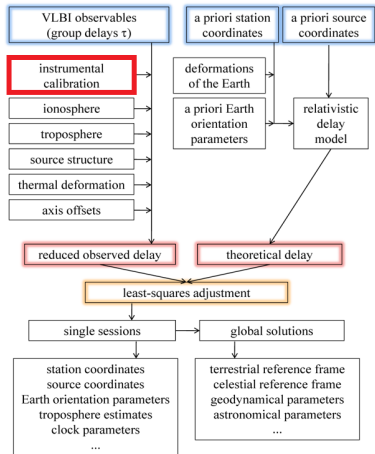 VLBI observables
(group delays τ)
a priori station
coordinates
a priori source
coordinates
instrumental
calibration
ionosphere
troposphere
source structure
thermal deformation
axis offsets
deformations
of the Earth
a priori Earth
orientation
parameters
relativistic
delay
model
reduced observed delay
theoretical delay
least-squares adjustment
single sessions
global solutions
station coordinates
source coordinates
Earth orientation parameters
troposphere estimates
clock parameters
...
terrestrial reference frame
celestial reference frame
geodynamical parameters
astronomical parameters
...